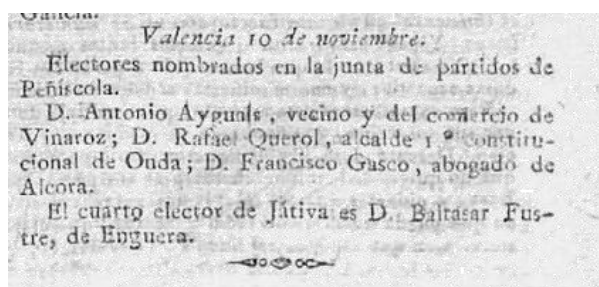 Galicia.
Valencia 10 de noviembre.
Electores nombrados en la junta de partidos de
Peñíscola.
D. Antonio Ayguals, vecino y del comercio de
Vinaroz; D. Rafael Querol, alcalde 1º constitu-
cional de Onda; D. Francisco Gasco, abogado de
Alcora.
El cuarto elector de Játiva es D. Baltasar Fus-
tre, de Enguera.